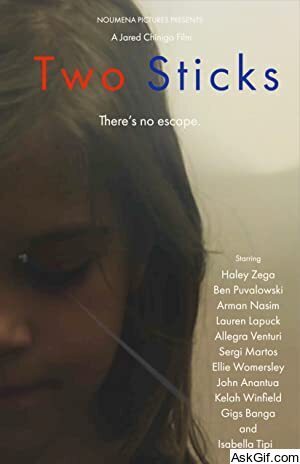 NOUMENA PICTURES PRESENTS
A Jared Chinigo Film
Two Sticks
There's no escape.
Starring
Haley Zega
Ben Puvalowski
Arman Nasim
Lauren Lapuck
Allegra Venturi
Sergi Martos
Ellie Womersley
John Anantua
Kelah Winfield
Gigs Banga
and
Isabella Tipi
AskGif.com